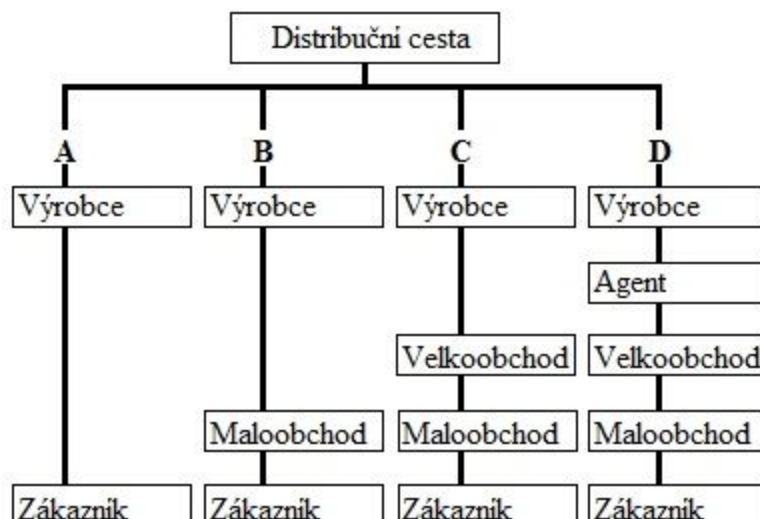 Distribuční cesta
A B C D
Výrobce Výrobce Výrobce Výrobce
Agent
Velkoobchod Velkoobchod
Maloobchod Maloobchod Maloobchod
Zákazník Zákazník Zákazník Zákazník